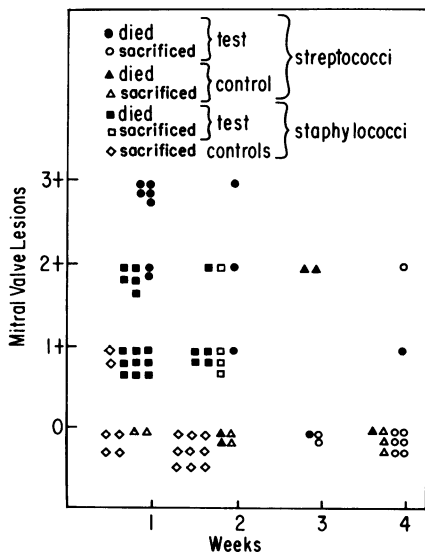 died
sacrificed
test
died
sacrificed
control
streptococci
died
sacrificed
test
sacrificed controls
staphylococci
Mitral Valve Lesions
3+
2+
1+
0
1 2 3 4
Weeks